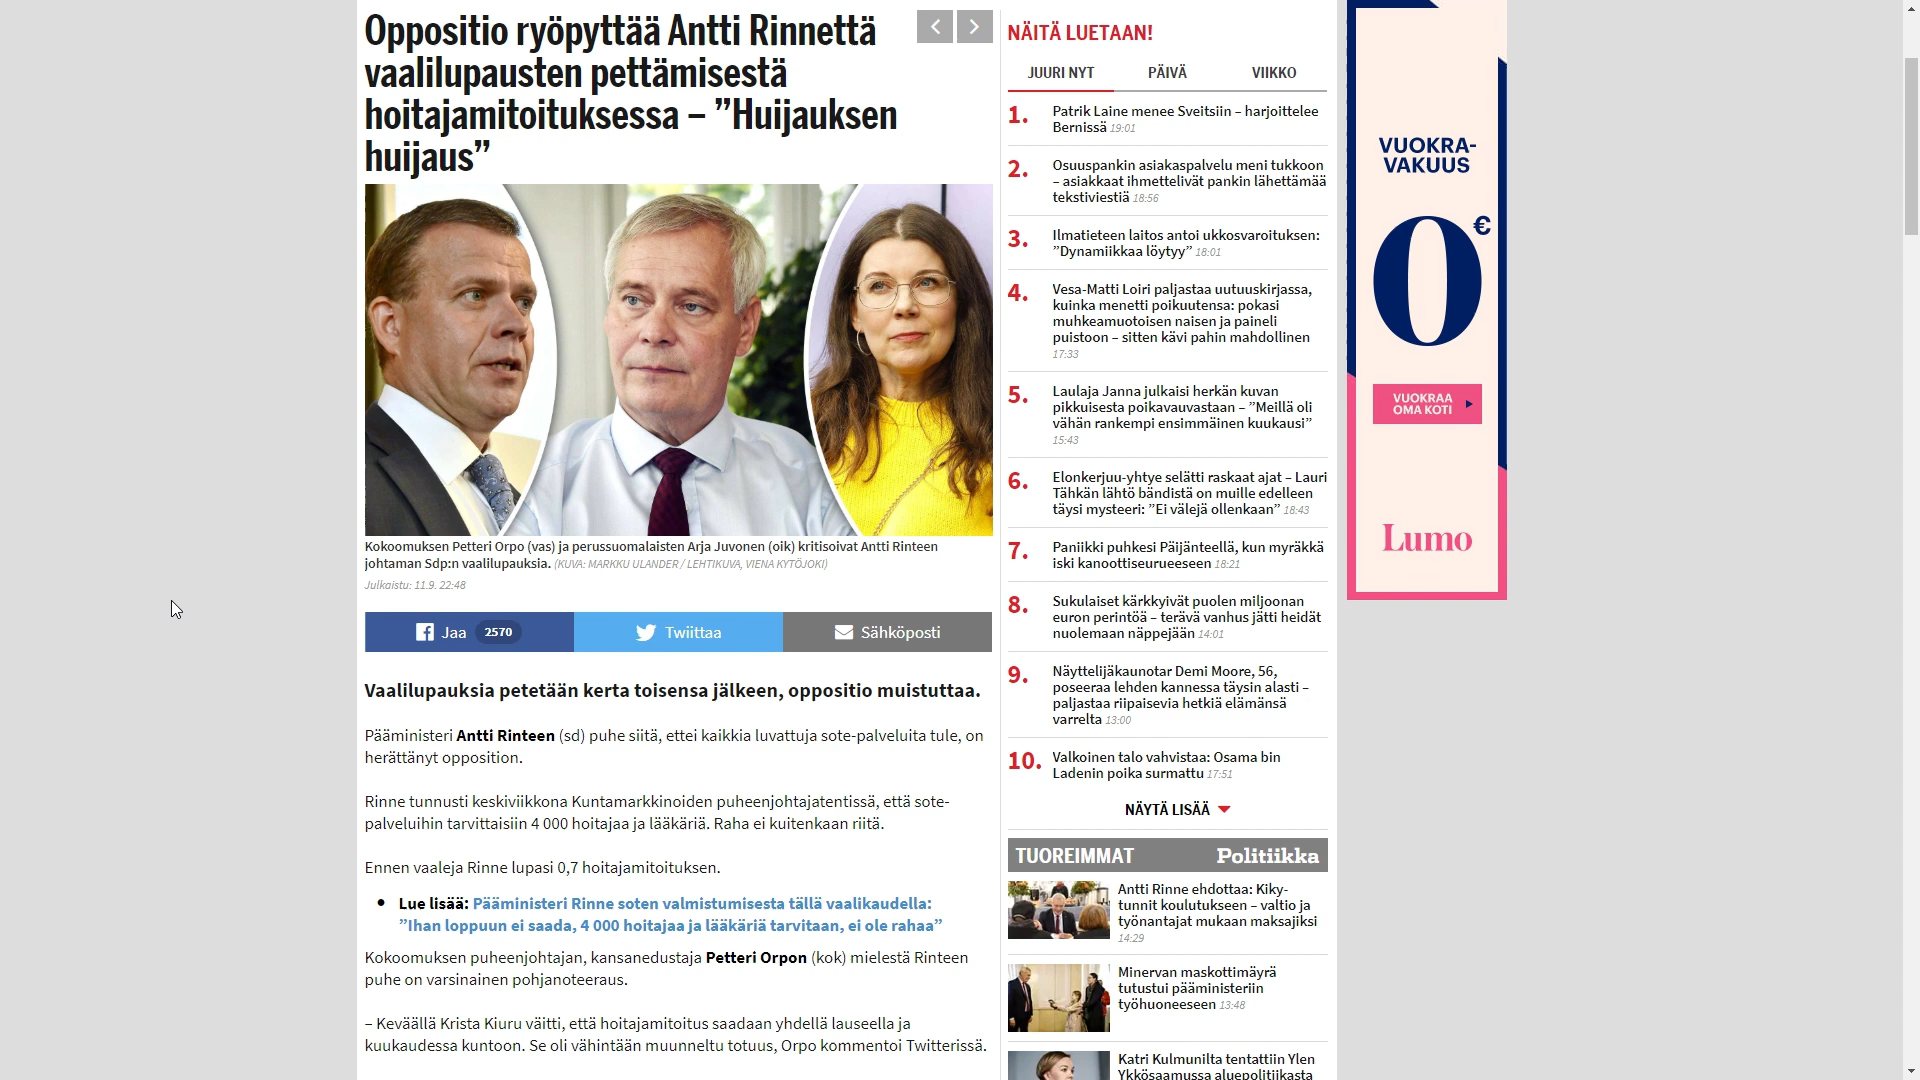 Oppositio ryöpyttää Antti Rinnettä
vaalilupausten pettämisestä
hoitajamitoituksessa – ”Huijauksen
huijaus”
Kokoomuksen Petteri Orpo (vas) ja perussuomalaisten Arja Juvonen (oik) kritisoivat Antti Rinteen
johtaman Sdp:n vaalilupauksia. (KUVA: MARKKU ULANDER / LEHTIKUVA, VIENA KYTÖJOKI)
Julkaistu: 11.9. 22:48
Jaa 2570
Twiittaa
Sähköposti
Vaalilupauksia petetään kerta toisensa jälkeen, oppositio muistuttaa.
Pääministeri Antti Rinteen (sd) puhe siitä, ettei kaikkia luvattuja sote-palveluita tule, on
herättänyt opposition.
Rinne tunnusti keskiviikkona Kuntamarkkinoiden puheenjohtajatentissä, että sote-
palveluihin tarvittaisiin 4 000 hoitajaa ja lääkäriä. Raha ei kuitenkaan riitä.
Ennen vaaleja Rinne lupasi 0,7 hoitajamitoituksen.
• Lue lisää: Pääministeri Rinne soten valmistumisesta tällä vaalikaudella:
”Ihan loppuun ei saada, 4 000 hoitajaa ja lääkäriä tarvitaan, ei ole rahaa”
Kokoomuksen puheenjohtajan, kansanedustaja Petteri Orpon (kok) mielestä Rinteen
puhe on varsinainen pohjanoteeraus.
– Keväällä Krista Kiuru väitti, että hoitajamitoitus saadaan yhdellä lauseella ja
kuukaudessa kuntoon. Se oli vähintään muunneltu totuus, Orpo kommentoi Twitterissä.
NÄITÄ LUETAAN!
JUURI NYT
PÄIVÄ
VIIKKO
1. Patrik Laine menee Sveitsiin – harjoittelee
Bernissä 19:01
2. Osuuspankin asiakaspalvelu meni tukkoon
– asiakkaat ihmettelivät pankin lähettämää
tekstiviestiä 18:56
3. Ilmatieteen laitos antoi ukkosvaroituksen:
”Dynamiikkaa löytyy” 18:01
4. Vesa-Matti Loiri paljastaa uutuuskirjassa,
kuinka menetti poikuutensa: pokasi
muhkeamuotoisen naisen ja paineli
puistoon – sitten kävi pahin mahdollinen
17:33
5. Laulaja Janna julkaisi herkän kuvan
pikkuisesta poikavauvastaan – ”Meillä oli
vähän rankempi ensimmäinen kuukausi”
15:43
6. Elonkerjuu-yhtye selätti raskaat ajat – Lauri
Tähkän lähtö bändistä on muille edelleen
täysi mysteeri: ”Ei välejä ollenkaan” 18:43
7. Paniikki puhkesi Päijänteellä, kun myräkkä
iski kanoottiseurueeseen 18:21
8. Sukulaiset kärkkyivät puolen miljoonan
euron perintöä – terävä vanhus jätti heidät
nuolemaan näppejään 14:01
9. Näyttelijäkaunotar Demi Moore, 56,
poseeraa lehden kannessa täysin alasti –
paljastaa riipaisevia hetkiä elämänsä
varrelta 13:00
10. Valkoinen talo vahvistaa: Osama bin
Ladenin poika surmattu 17:51
NÄYTÄ LISÄÄ
TUOREIMMAT Politiikka
Antti Rinne ehdottaa: Kiky-
tunnit koulutukseen – valtio ja
työnantajat mukaan maksajiksi
14:29
Minervan maskottimäyrä
tutustui pääministeriin
työhuoneeseen 13:48
Katri Kulmunilta tentattiin Ylen
Ykkösaamussa aluepolitiikasta
VUOKRA-
VAKUUS
0 €
VUOKRAA
OMA KOTI
Lumo